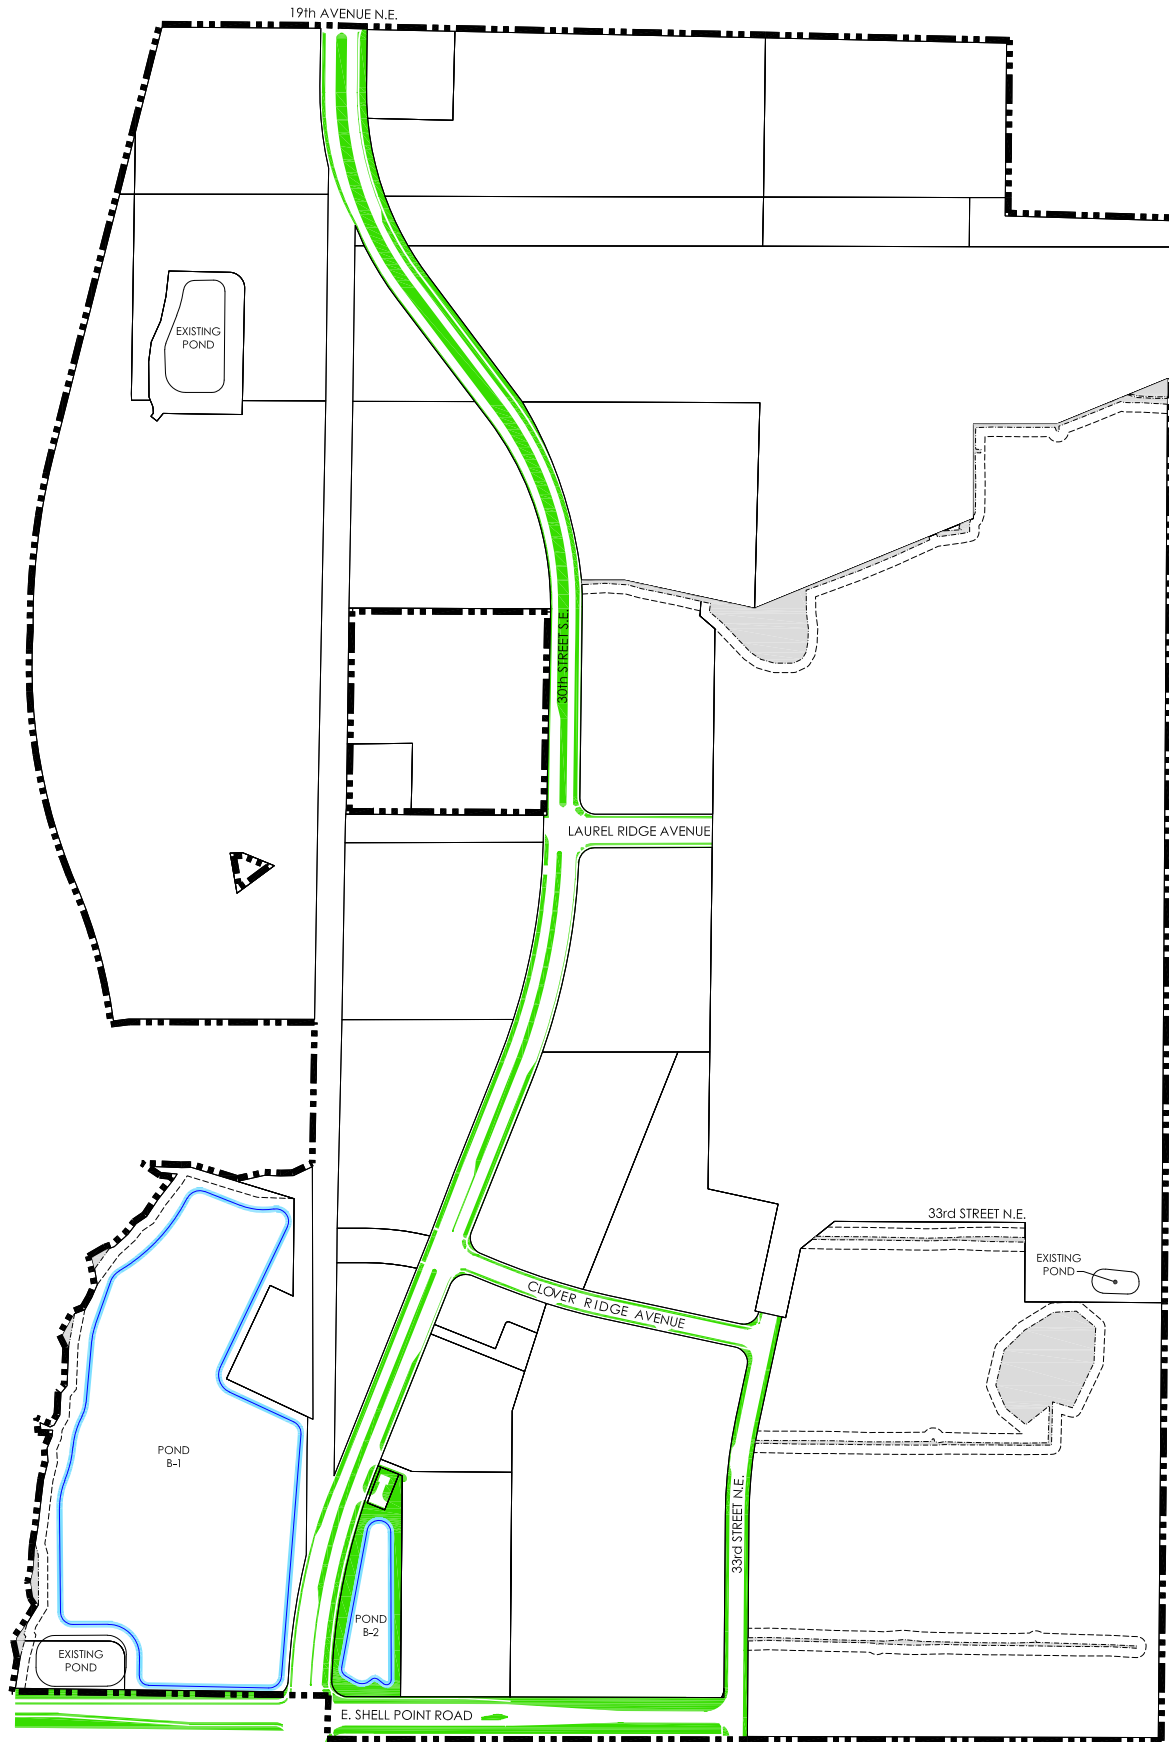 19th AVENUE N.E.
EXISTING
POND
30th STREET S.E.
LAUREL RIDGE AVENUE
33rd STREET N.E.
EXISTING
POND
CLOVER RIDGE AVENUE
POND
B-1
33rd STREET N.E.
POND
B-2
EXISTING
POND
E. SHELL POINT ROAD